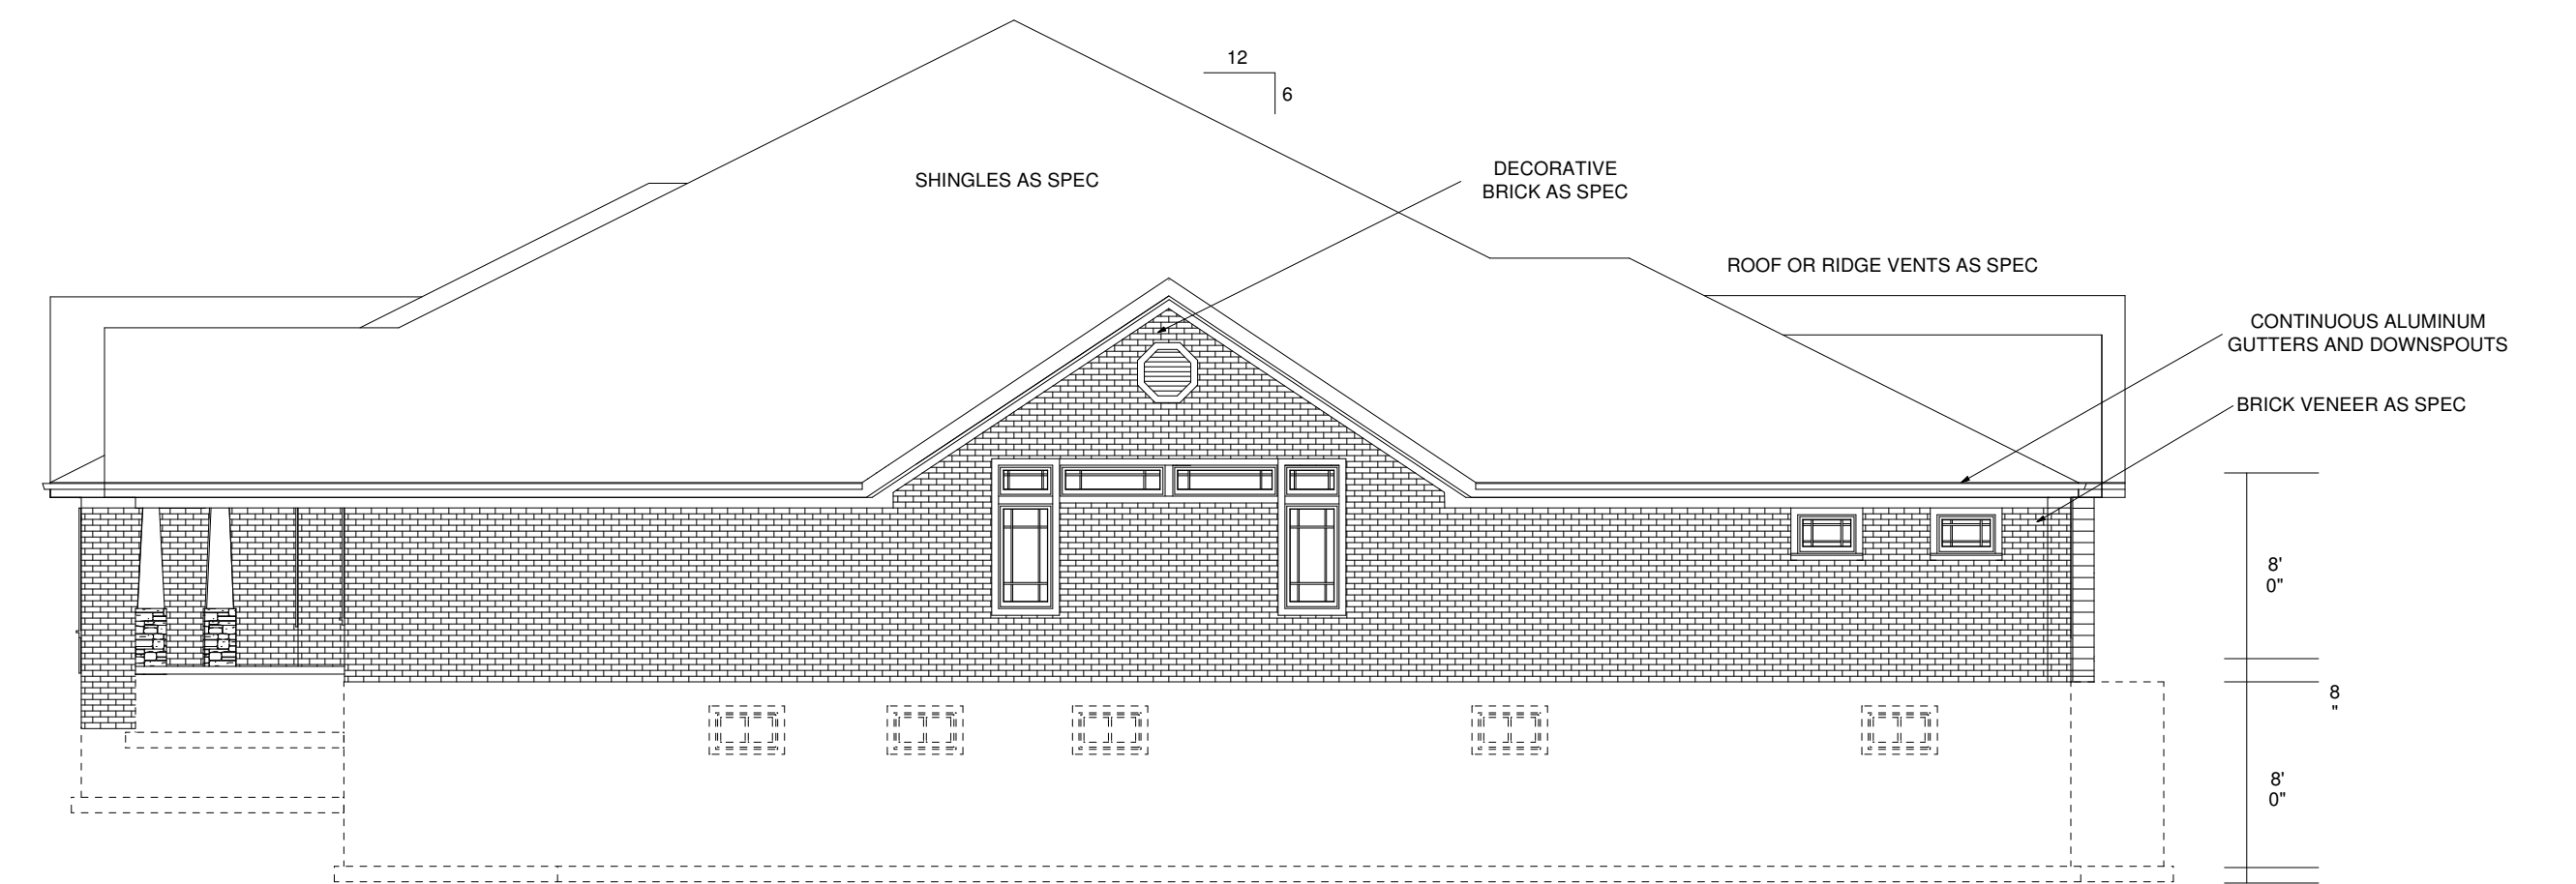 12
6
SHINGLES AS SPEC
DECORATIVE
BRICK AS SPEC
ROOF OR RIDGE VENTS AS SPEC
CONTINUOUS ALUMINUM
GUTTERS AND DOWNSPOUTS
BRICK VENEER AS SPEC
8'
0"
8
"
8'
0"